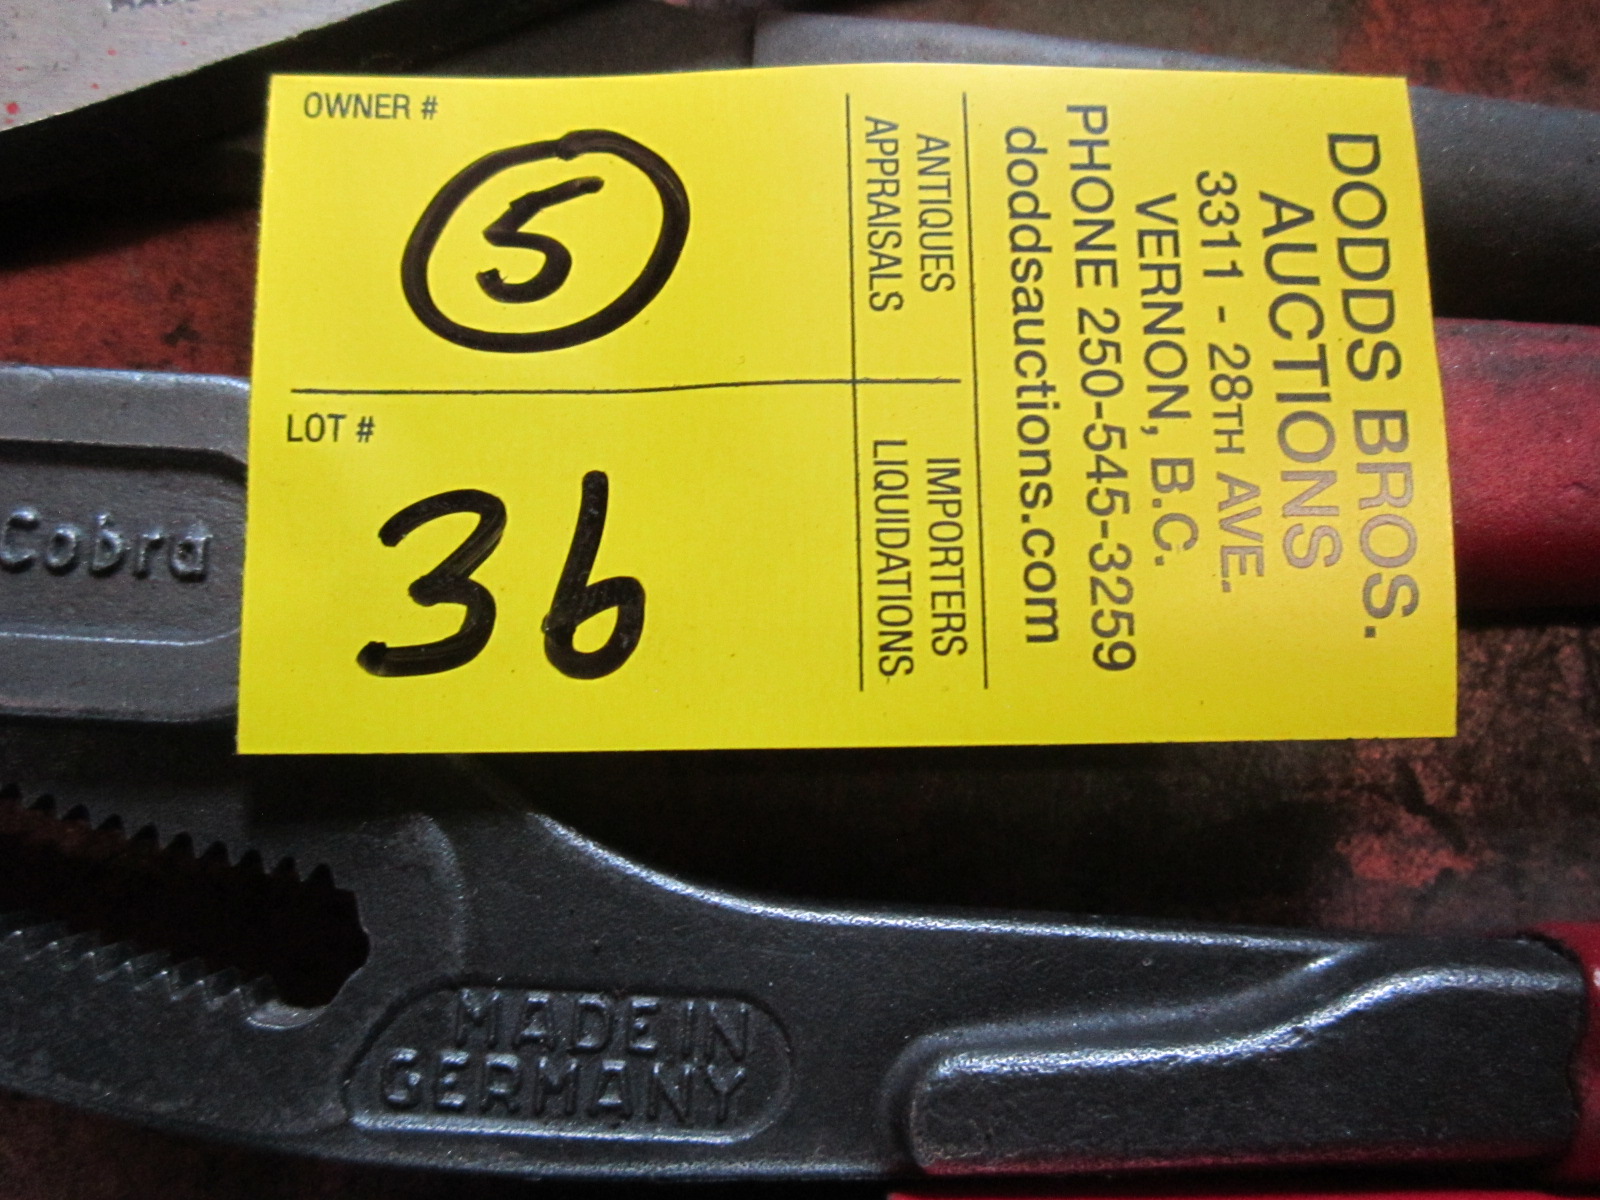 OWNER #
5
LOT #
36
ANTIQUES
APPRAISALS
IMPORTERS
LIQUIDATIONS
DODDS BROS.
AUCTIONS
3311 - 28TH AVE.
VERNON, B.C.
PHONE 250-545-3259
doddsauctions.com
Cobra
MADE IN
GERMANY